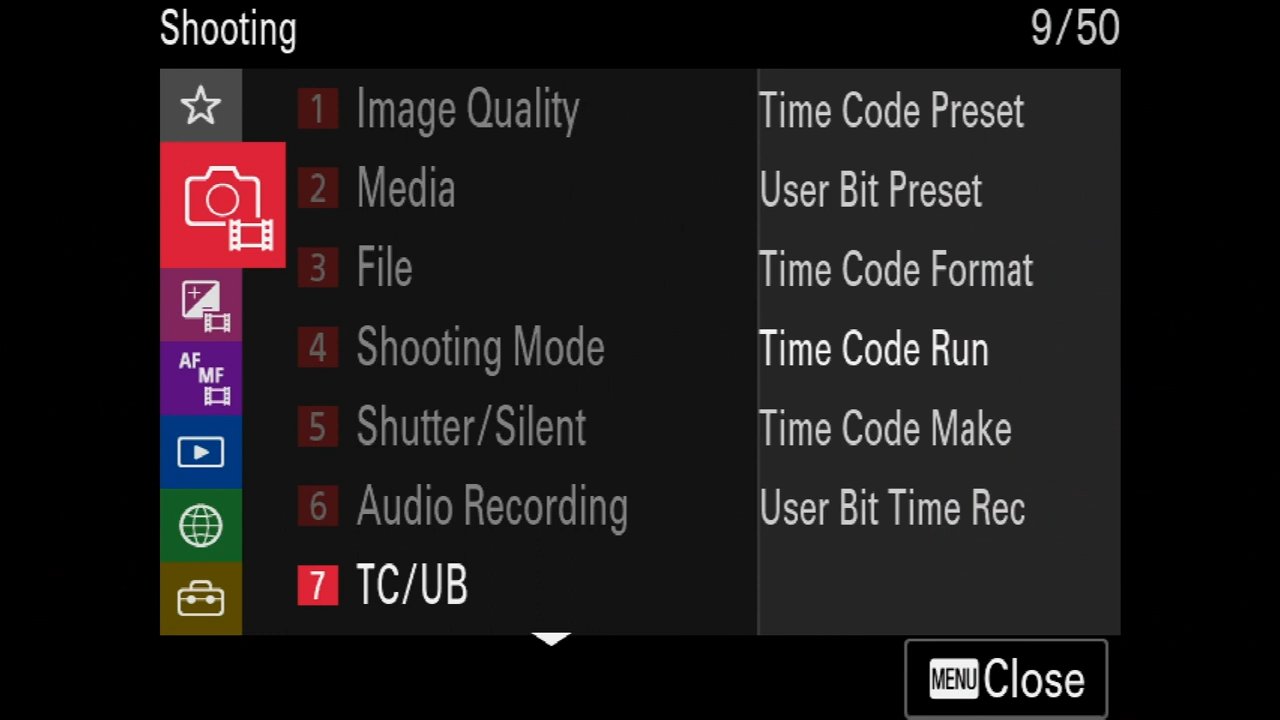 Shooting 9/50
1 Image Quality
2 Media
3 File
4 Shooting Mode
5 Shutter/Silent
6 Audio Recording
7 TC/UB
AF
MF
Time Code Preset
User Bit Preset
Time Code Format
Time Code Run
Time Code Make
User Bit Time Rec
MENU Close